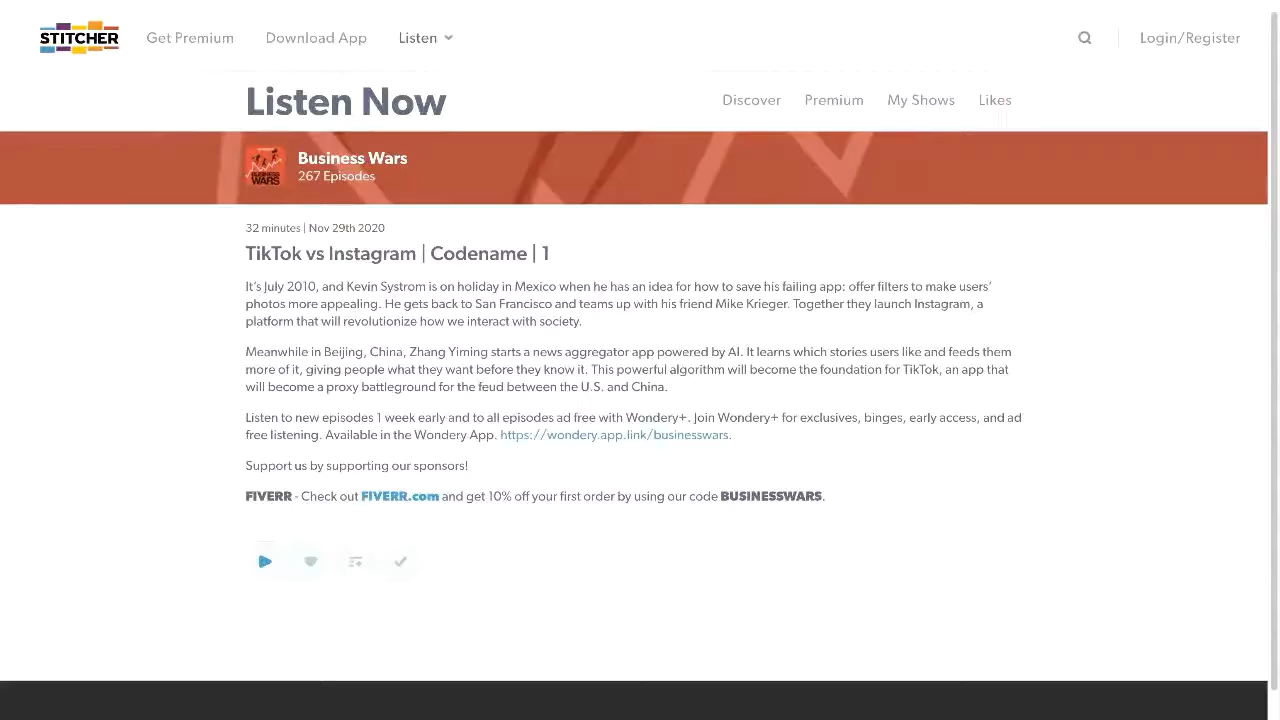 STITCHER Get Premium Download App Listen Login/Register
Listen Now Discover Premium My Shows Likes
Business Wars
267 Episodes
BUSINESS
WARS
32 minutes | Nov 29th 2020
TikTok vs Instagram | Codename | 1
It’s July 2010, and Kevin Systrom is on holiday in Mexico when he has an idea for how to save his failing app: offer filters to make users’
photos more appealing. He gets back to San Francisco and teams up with his friend Mike Krieger. Together they launch Instagram, a
platform that will revolutionize how we interact with society.
Meanwhile in Beijing, China, Zhang Yiming starts a news aggregator app powered by AI. It learns which stories users like and feeds them
more of it, giving people what they want before they know it. This powerful algorithm will become the foundation for TikTok, an app that
will become a proxy battleground for the feud between the U.S. and China.
Listen to new episodes 1 week early and to all episodes ad free with Wondery+. Join Wondery+ for exclusives, binges, early access, and ad
free listening. Available in the Wondery App. https://wondery.app.link/businesswars.
Support us by supporting our sponsors!
FIVERR - Check out FIVERR.com and get 10% off your first order by using our code BUSINESSWARS.